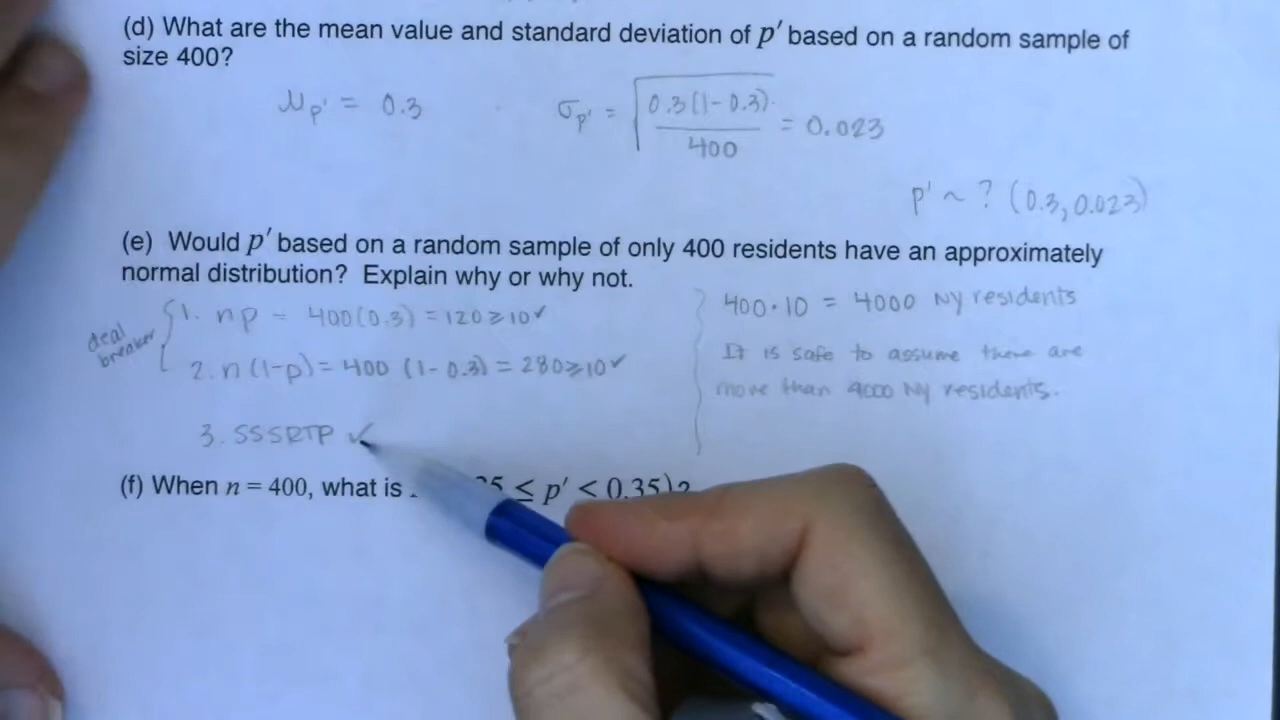 (d) What are the mean value and standard deviation of p′ based on a random sample of
size 400?
μp' = 0.3
σp' = √(0.3(1-0.3)/400) = 0.023
p' ~ ? (0.3, 0.023)
(e) Would p′ based on a random sample of only 400 residents have an approximately
normal distribution? Explain why or why not.
deal
breaker
1. np = 400(0.3) = 120 ≥ 10 ✓
2. n(1-p) = 400 (1-0.3) = 280 ≥ 10 ✓
3. SSSRTP ✓
400·10 = 4000 NY residents
It is safe to assume there are
more than 4000 NY residents.
(f) When n = 400, what is 5 ≤ p′ < 0.35)?